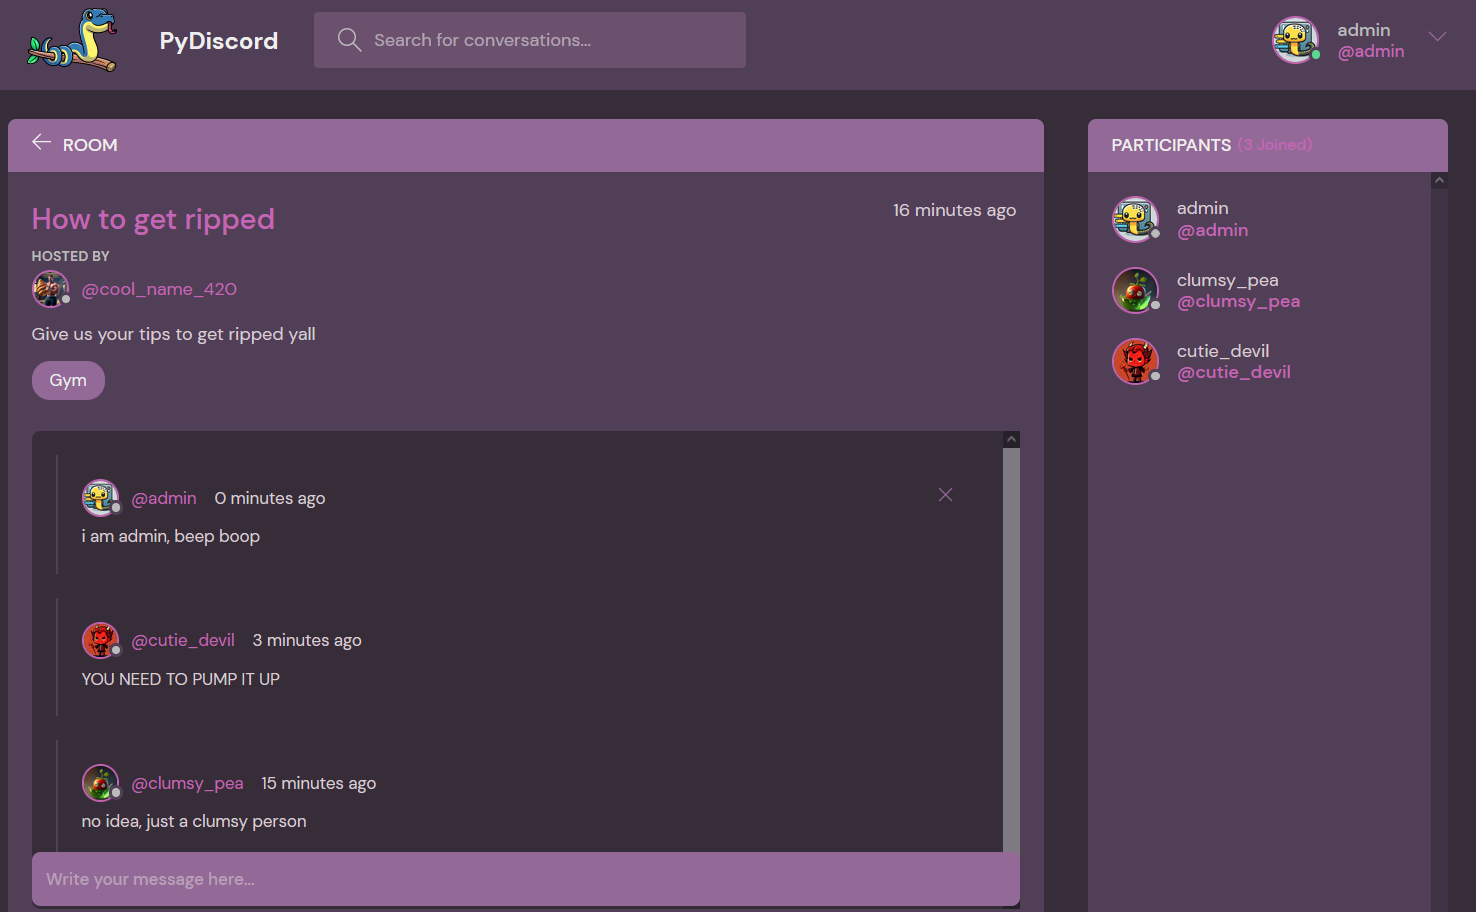 PyDiscord
Search for conversations...
admin
@admin
ROOM
How to get ripped
16 minutes ago
HOSTED BY
@cool_name_420
Give us your tips to get ripped yall
Gym
@admin 0 minutes ago
i am admin, beep boop
@cutie_devil 3 minutes ago
YOU NEED TO PUMP IT UP
@clumsy_pea 15 minutes ago
no idea, just a clumsy person
Write your message here...
PARTICIPANTS (3 Joined)
admin
@admin
clumsy_pea
@clumsy_pea
cutie_devil
@cutie_devil